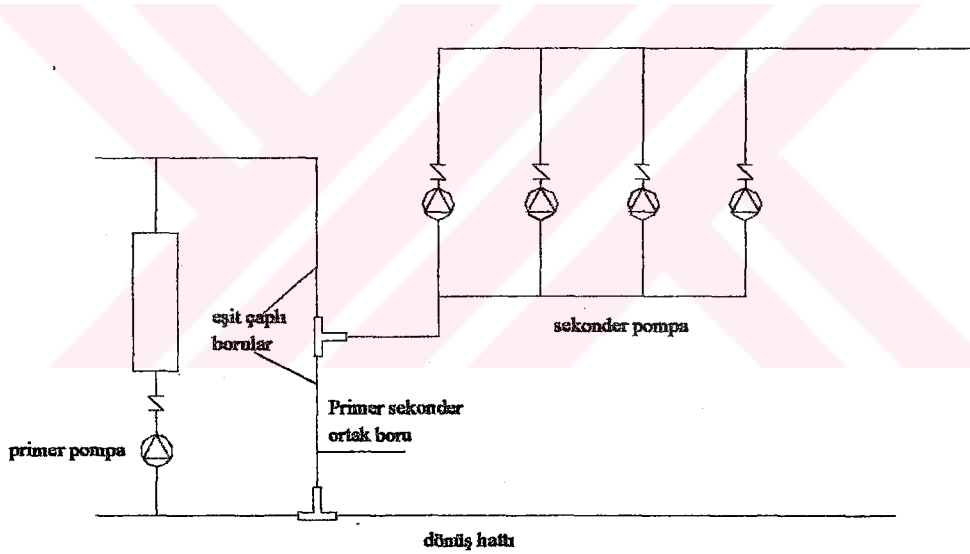 eşit çaplı
borular
sekonder pompa
Primer sekonder
ortak boru
primer pompa
dönüş hattı